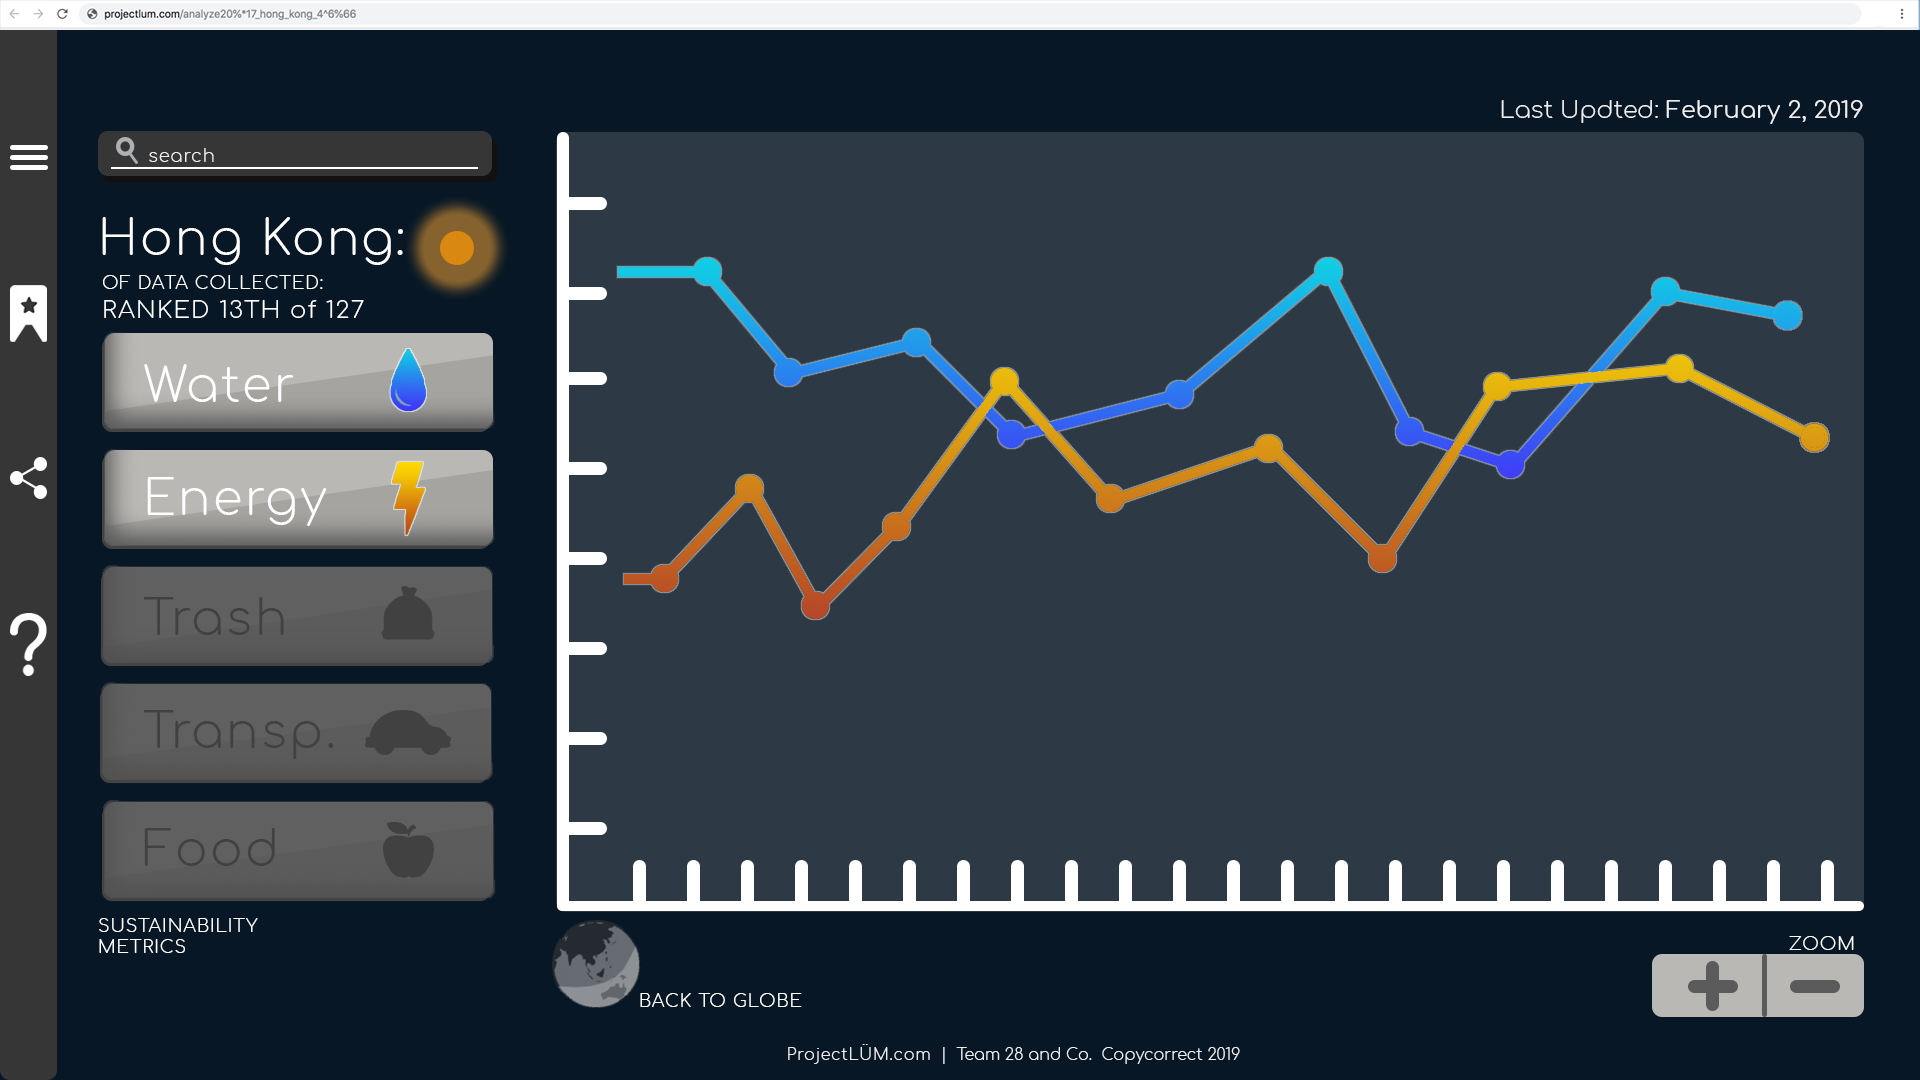 projectlum.com/analyze20%*17_hong_kong_4^6%66
Last Updted: February 2, 2019
search
Hong Kong:
OF DATA COLLECTED:
RANKED 13TH of 127
Water
Energy
Trash
Transp.
Food
SUSTAINABILITY
METRICS
BACK TO GLOBE
ZOOM
ProjectLÜM.com | Team 28 and Co. Copycorrect 2019